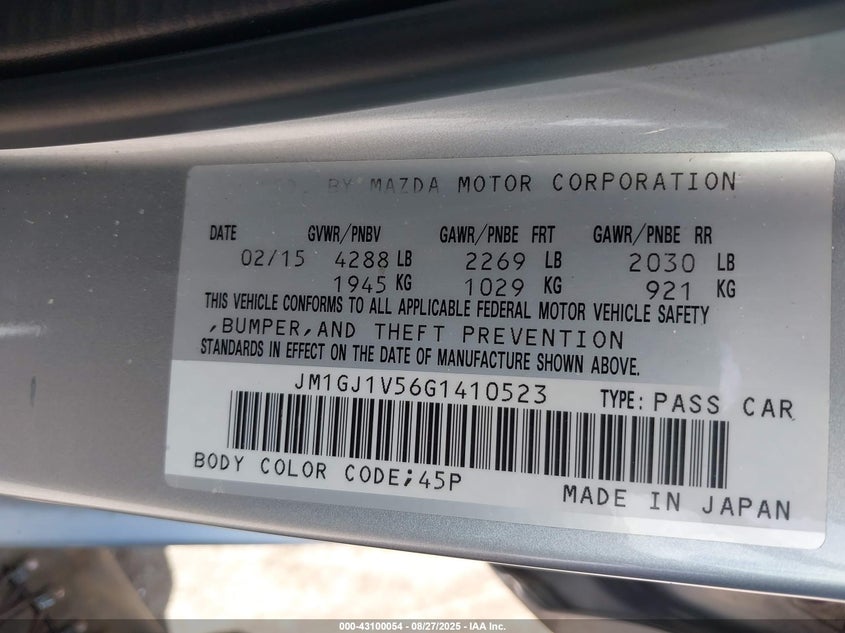 BY MAZDA MOTOR CORPORATION
DATE GVWR/PNBV GAWR/PNBE FRT GAWR/PNBE RR
02/15 4288 LB 2269 LB 2030 LB
1945 KG 1029 KG 921 KG
THIS VEHICLE CONFORMS TO ALL APPLICABLE FEDERAL MOTOR VEHICLE SAFETY
,BUMPER,AND THEFT PREVENTION
STANDARDS IN EFFECT ON THE DATE OF MANUFACTURE SHOWN ABOVE.
JM1GJ1V56G1410523 TYPE: PASS CAR
BODY COLOR CODE;45P
MADE IN JAPAN
000-43100054 - 08/27/2025 - IAA Inc.